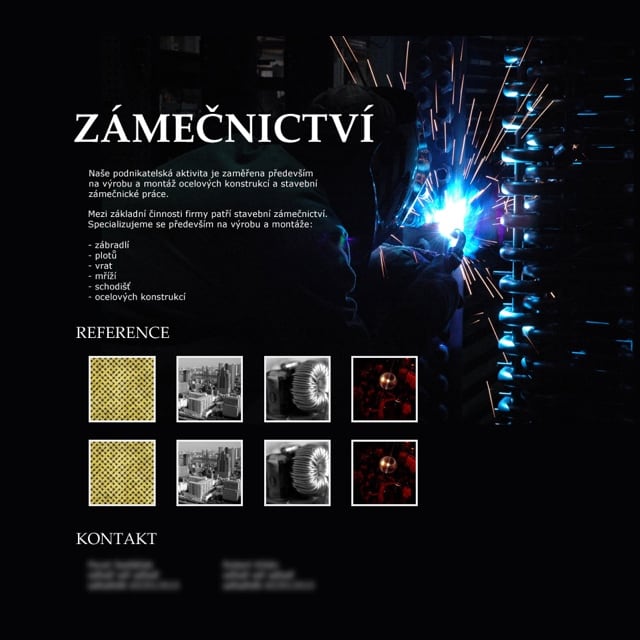 ZÁMEČNICTVÍ
Naše podnikatelská aktivita je zaměřena především
na výrobu a montáž ocelových konstrukcí a stavební
zámečnické práce.
Mezi základní činnosti firmy patří stavební zámečnictví.
Specializujeme se především na výrobu a montáže:
- zábradlí
- plotů
- vrat
- mříží
- schodišť
- ocelových konstrukcí
REFERENCE
KONTAKT